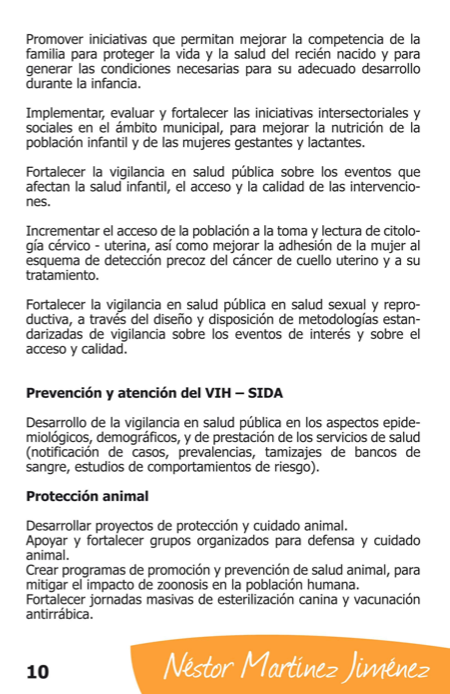 Promover iniciativas que permitan mejorar la competencia de la
familia para proteger la vida y la salud del recién nacido y para
generar las condiciones necesarias para su adecuado desarrollo
durante la infancia.
Implementar, evaluar y fortalecer las iniciativas intersectoriales y
sociales en el ámbito municipal, para mejorar la nutrición de la
población infantil y de las mujeres gestantes y lactantes.
Fortalecer la vigilancia en salud pública sobre los eventos que
afectan la salud infantil, el acceso y la calidad de las intervencio-
nes.
Incrementar el acceso de la población a la toma y lectura de citolo-
gía cérvico - uterina, así como mejorar la adhesión de la mujer al
esquema de detección precoz del cáncer de cuello uterino y a su
tratamiento.
Fortalecer la vigilancia en salud pública en salud sexual y repro-
ductiva, a través del diseño y disposición de metodologías estan-
darizadas de vigilancia sobre los eventos de interés y sobre el
acceso y calidad.
Prevención y atención del VIH – SIDA
Desarrollo de la vigilancia en salud pública en los aspectos epide-
miológicos, demográficos, y de prestación de los servicios de salud
(notificación de casos, prevalencias, tamizajes de bancos de
sangre, estudios de comportamientos de riesgo).
Protección animal
Desarrollar proyectos de protección y cuidado animal.
Apoyar y fortalecer grupos organizados para defensa y cuidado
animal.
Crear programas de promoción y prevención de salud animal, para
mitigar el impacto de zoonosis en la población humana.
Fortalecer jornadas masivas de esterilización canina y vacunación
antirrábica.
10
Néstor Martínez Jiménez